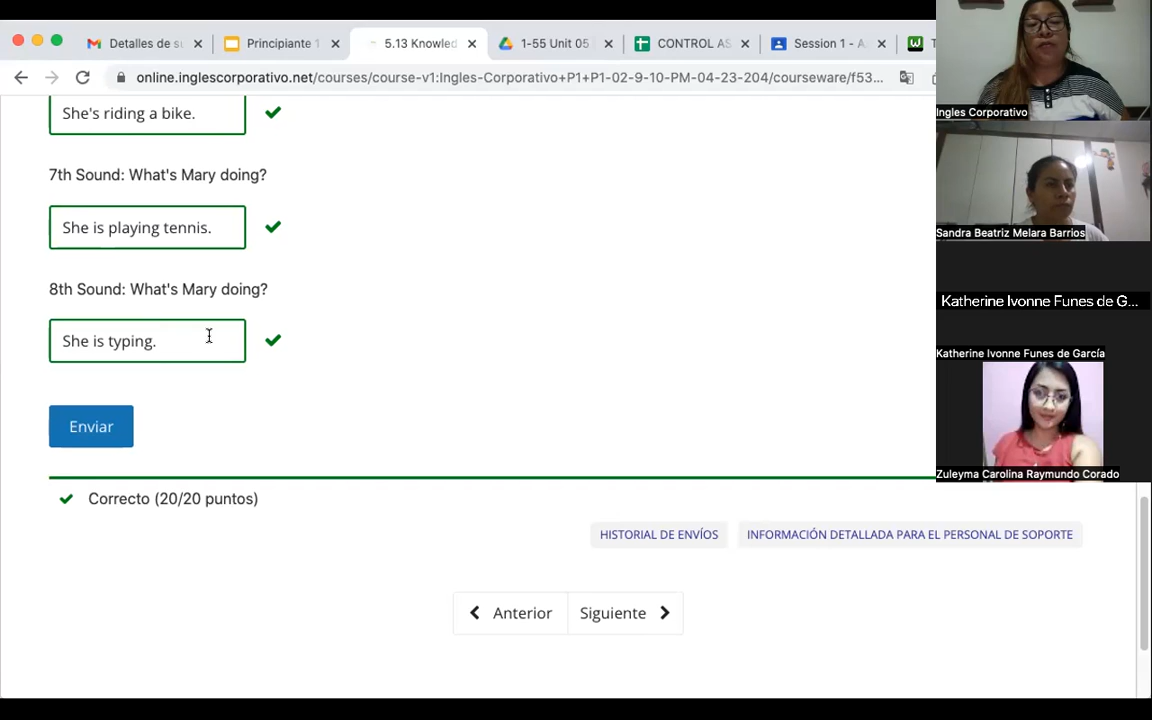 Detalles de su
Principiante 1
5.13 Knowled
1-55 Unit 05
CONTROL AS
Session 1 - A
online.inglescorporativo.net/courses/course-v1:Ingles-Corporativo+P1+P1-02-9-10-PM-04-23-204/courseware/f53...
She's riding a bike.
7th Sound: What's Mary doing?
She is playing tennis.
8th Sound: What's Mary doing?
She is typing.
Enviar
Correcto (20/20 puntos)
HISTORIAL DE ENVÍOS
INFORMACIÓN DETALLADA PARA EL PERSONAL DE SOPORTE
Anterior
Siguiente
Ingles Corporativo
Sandra Beatriz Melara Barrios
Katherine Ivonne Funes de G...
Katherine Ivonne Funes de García
Zuleyma Carolina Raymundo Corado